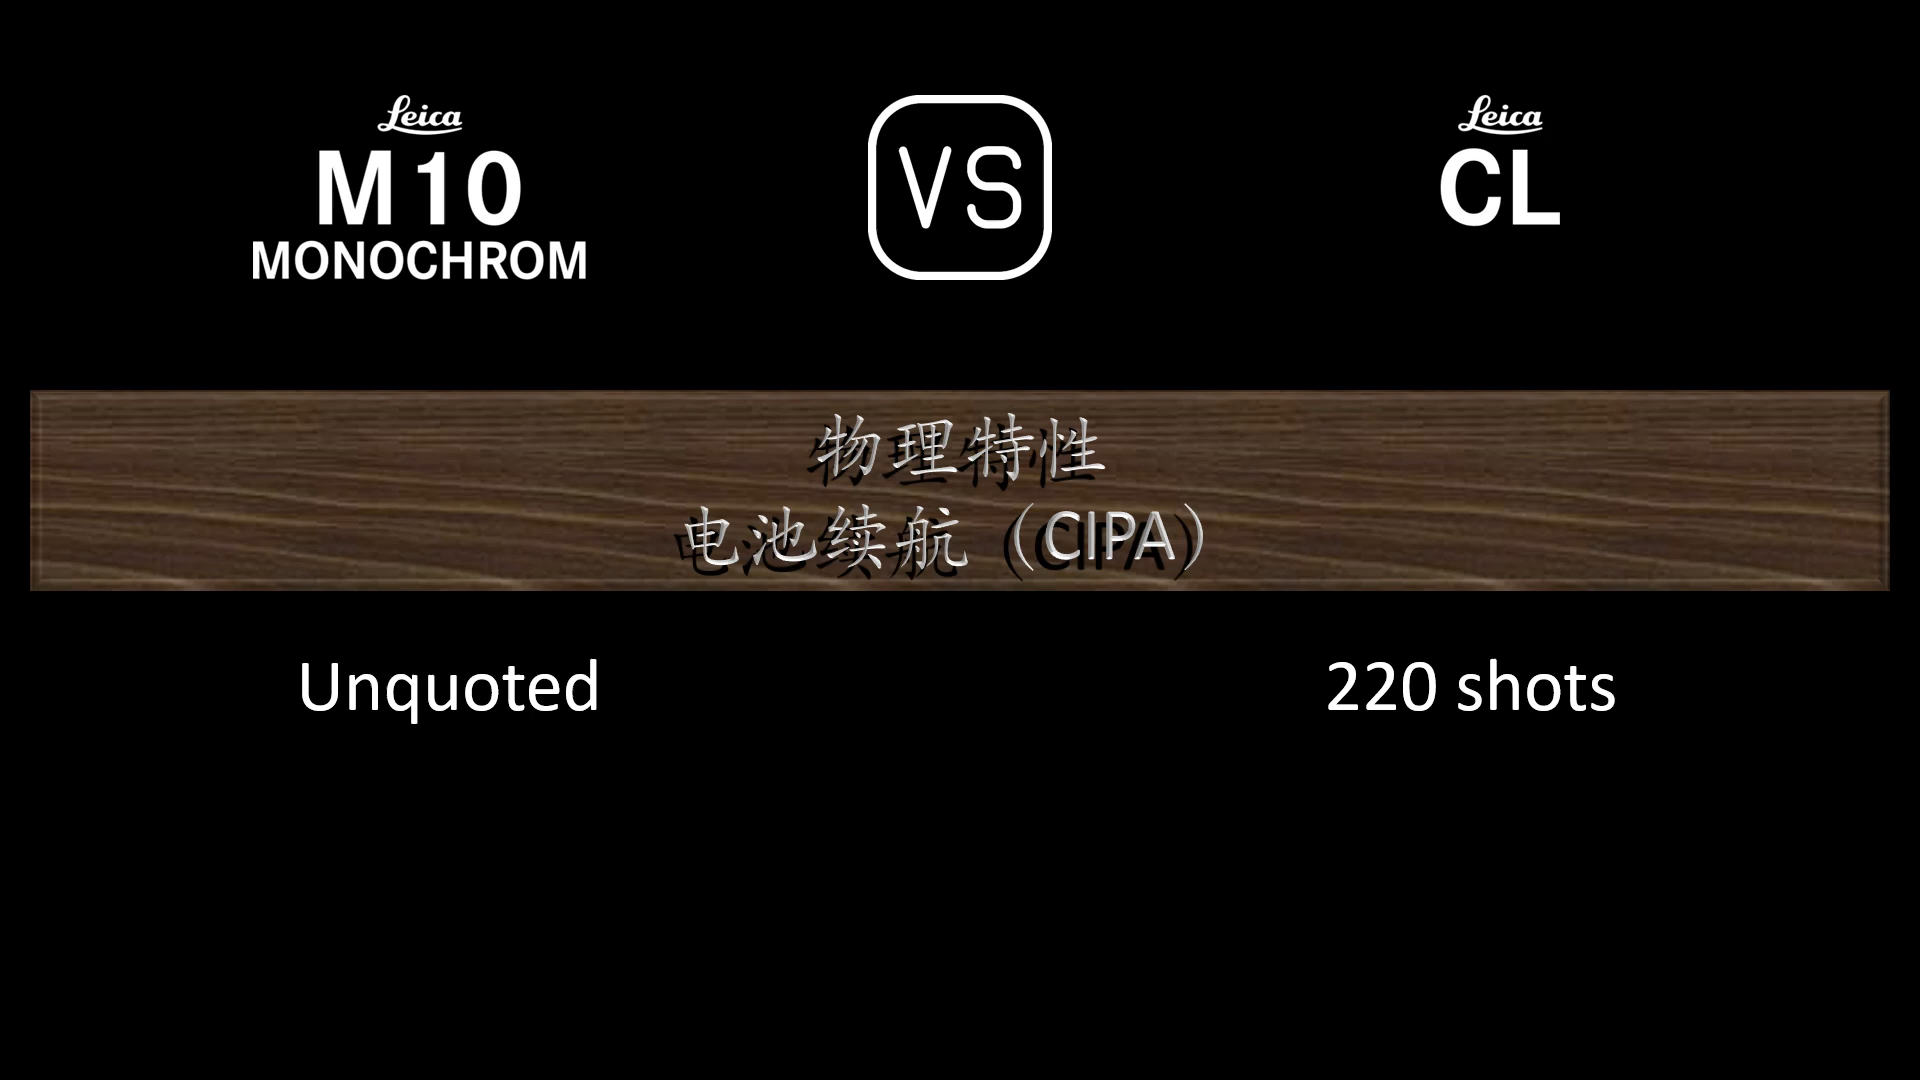 Leica
M10
MONOCHROM
VS
Leica
CL
物理特性
电池续航（CIPA）
Unquoted
220 shots